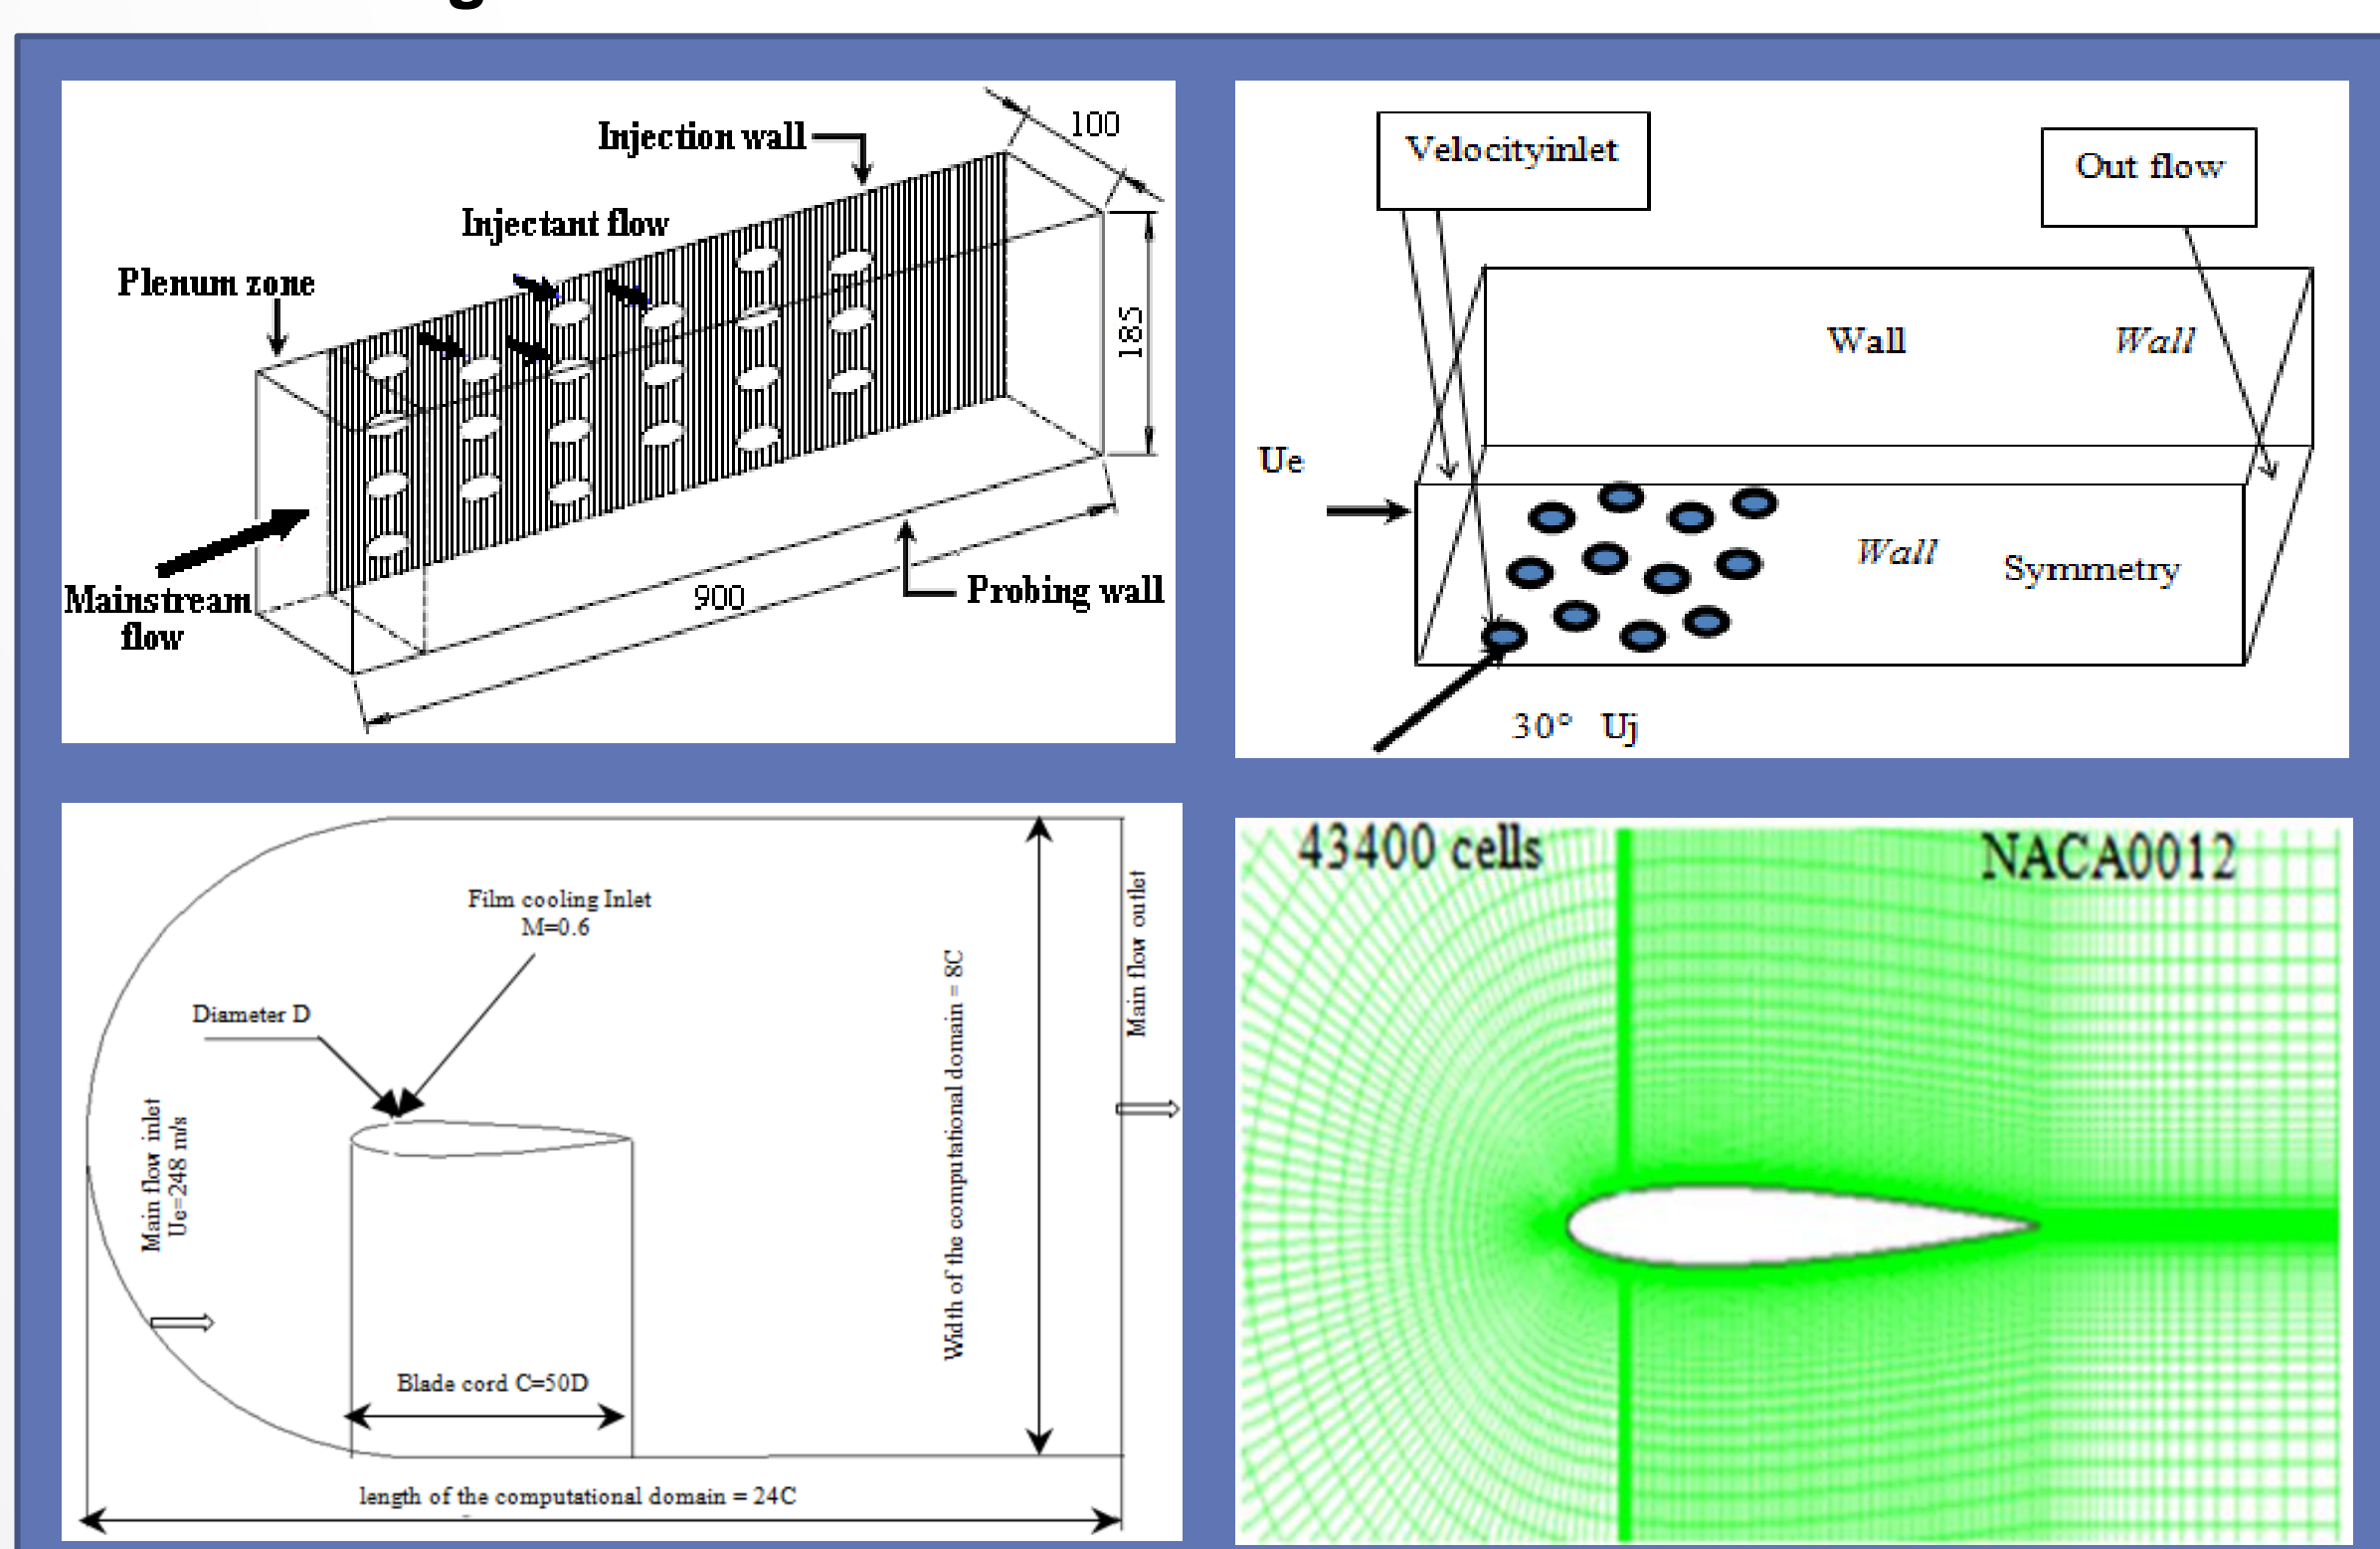 Injection wall
100
Injectant flow
Plenum zone
185
Mainstream
flow
900
Probing wall
Velocityinlet
Out flow
Wall
Wall
Ue
Wall
Symmetry
30° Uj
Film cooling Inlet
M=0.6
Diameter D
Main flow inlet
Ue=248 m/s
Width of the computational domain = 8C
Main flow outlet
Blade cord C=50D
length of the computational domain = 24C
43400 cells
NACA0012